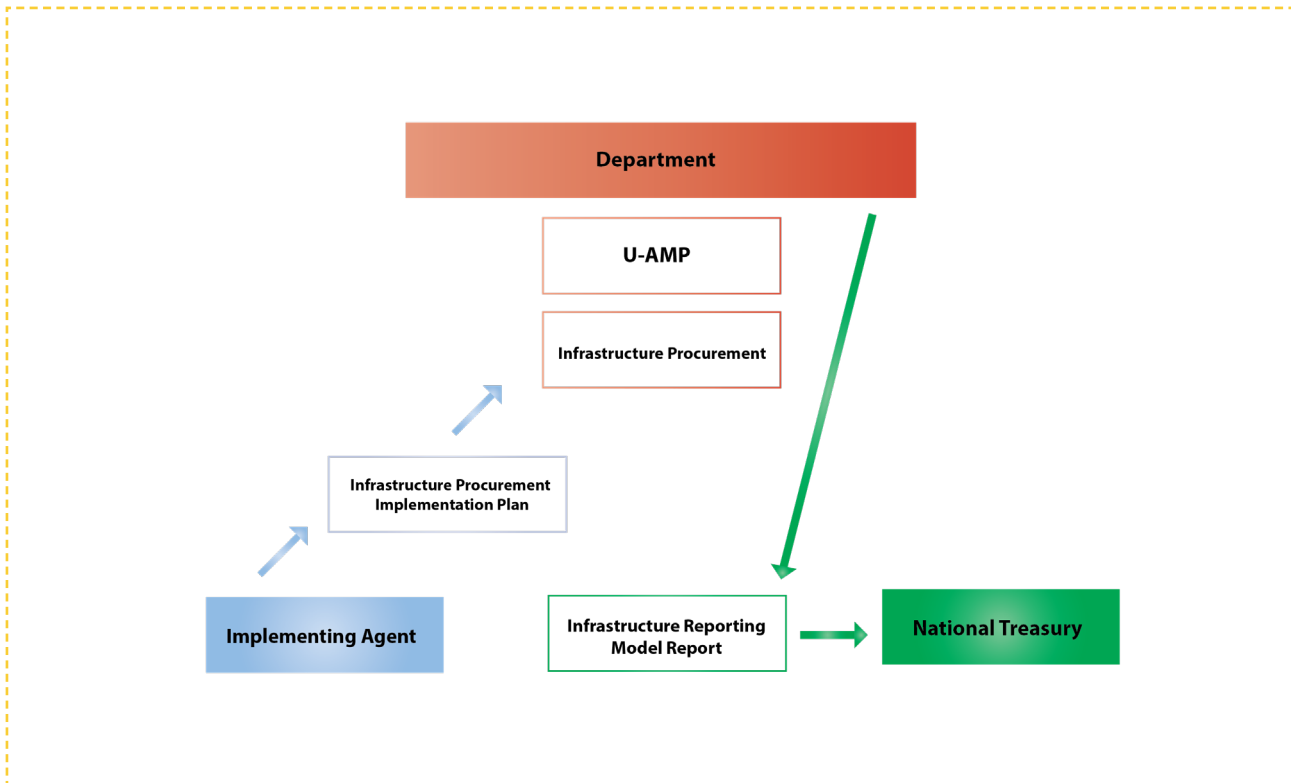 Department
U-AMP
Infrastructure Procurement
Infrastructure Procurement
Implementation Plan
Implementing Agent
Infrastructure Reporting
Model Report
National Treasury